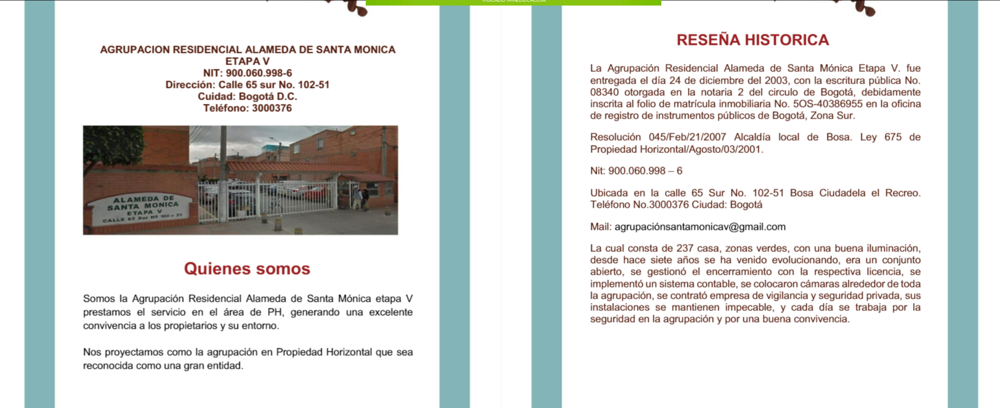 AGRUPACION RESIDENCIAL ALAMEDA DE SANTA MONICA
ETAPA V
NIT: 900.060.998-6
Dirección: Calle 65 sur No. 102-51
Cuidad: Bogotá D.C.
Teléfono: 3000376
ALAMEDA DE
SANTA MONICA
ETAPA V
CALLE 65 Sur Nº 102 - 51
Quienes somos
Somos la Agrupación Residencial Alameda de Santa Mónica etapa V
prestamos el servicio en el área de PH, generando una excelente
convivencia a los propietarios y su entorno.
Nos proyectamos como la agrupación en Propiedad Horizontal que sea
reconocida como una gran entidad.
RESEÑA HISTORICA
La Agrupación Residencial Alameda de Santa Mónica Etapa V. fue
entregada el día 24 de diciembre del 2003, con la escritura pública No.
08340 otorgada en la notaria 2 del circulo de Bogotá, debidamente
inscrita al folio de matrícula inmobiliaria No. 5OS-40386955 en la oficina
de registro de instrumentos públicos de Bogotá, Zona Sur.
Resolución 045/Feb/21/2007 Alcaldía local de Bosa. Ley 675 de
Propiedad Horizontal/Agosto/03/2001.
Nit: 900.060.998 – 6
Ubicada en la calle 65 Sur No. 102-51 Bosa Ciudadela el Recreo.
Teléfono No.3000376 Ciudad: Bogotá
Mail: agrupaciónsantamonicav@gmail.com
La cual consta de 237 casa, zonas verdes, con una buena iluminación,
desde hace siete años se ha venido evolucionando, era un conjunto
abierto, se gestionó el encerramiento con la respectiva licencia, se
implementó un sistema contable, se colocaron cámaras alrededor de toda
la agrupación, se contrató empresa de vigilancia y seguridad privada, sus
instalaciones se mantienen impecable, y cada día se trabaja por la
seguridad en la agrupación y por una buena convivencia.